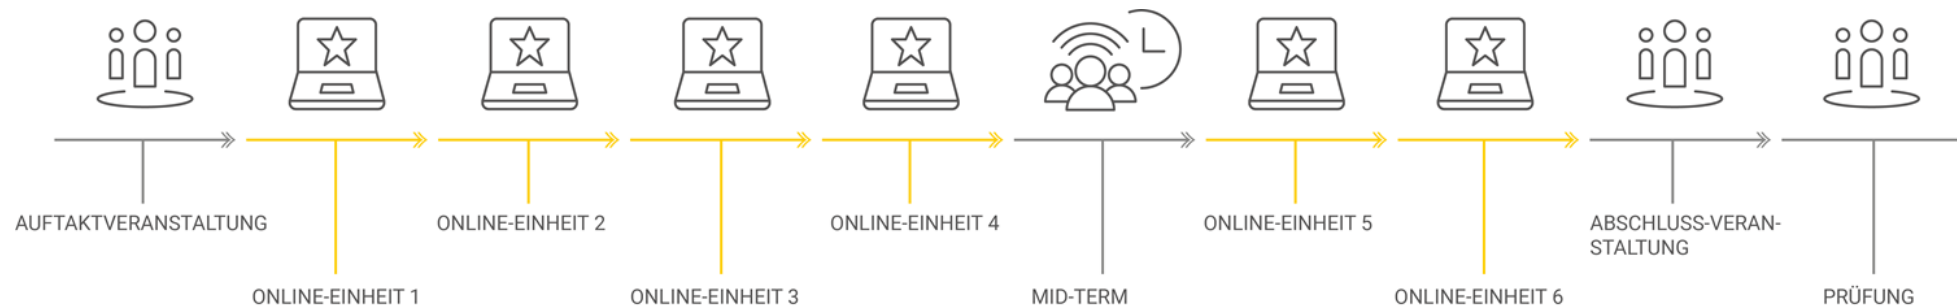 AUFTAKTVERANSTALTUNG
ONLINE-EINHEIT 1
ONLINE-EINHEIT 2
ONLINE-EINHEIT 3
ONLINE-EINHEIT 4
MID-TERM
ONLINE-EINHEIT 5
ONLINE-EINHEIT 6
ABSCHLUSS-VERAN-
STALTUNG
PRÜFUNG